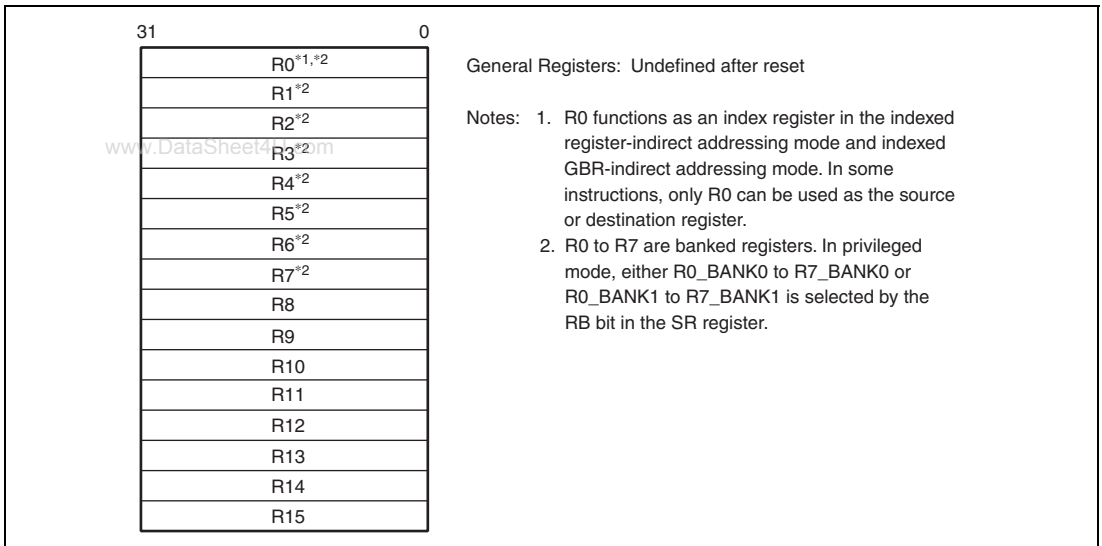 31 0
R0*1,*2
R1*2
R2*2
R3*2
R4*2
R5*2
R6*2
R7*2
R8
R9
R10
R11
R12
R13
R14
R15
www.DataSheet4U.com
General Registers: Undefined after reset
Notes: 1. R0 functions as an index register in the indexed
register-indirect addressing mode and indexed
GBR-indirect addressing mode. In some
instructions, only R0 can be used as the source
or destination register.
2. R0 to R7 are banked registers. In privileged
mode, either R0_BANK0 to R7_BANK0 or
R0_BANK1 to R7_BANK1 is selected by the
RB bit in the SR register.